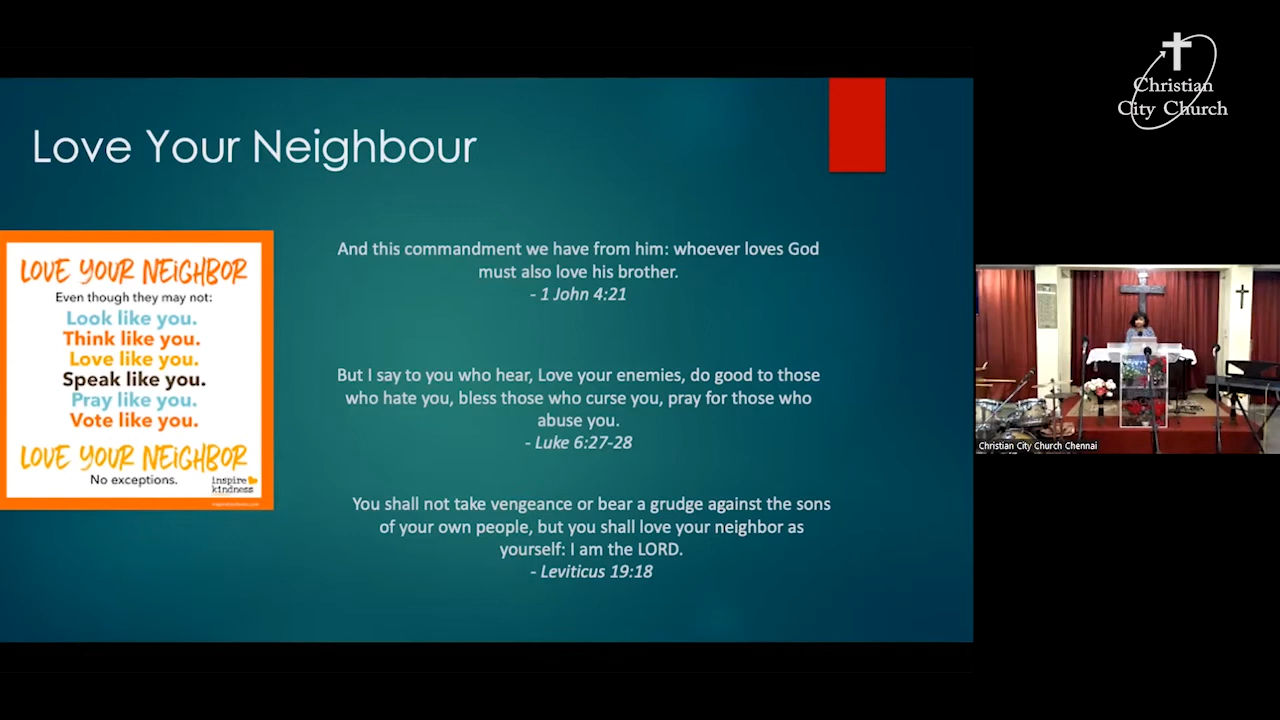 Christian
City Church
Love Your Neighbour
LOVE YOUR NEIGHBOR
Even though they may not:
Look like you.
Think like you.
Love like you.
Speak like you.
Pray like you.
Vote like you.
LOVE YOUR NEIGHBOR
No exceptions.
inspire
kindness
And this commandment we have from him: whoever loves God
must also love his brother.
- 1 John 4:21
But I say to you who hear, Love your enemies, do good to those
who hate you, bless those who curse you, pray for those who
abuse you.
- Luke 6:27-28
You shall not take vengeance or bear a grudge against the sons
of your own people, but you shall love your neighbor as
yourself: I am the LORD.
- Leviticus 19:18
Christian City Church Chennai